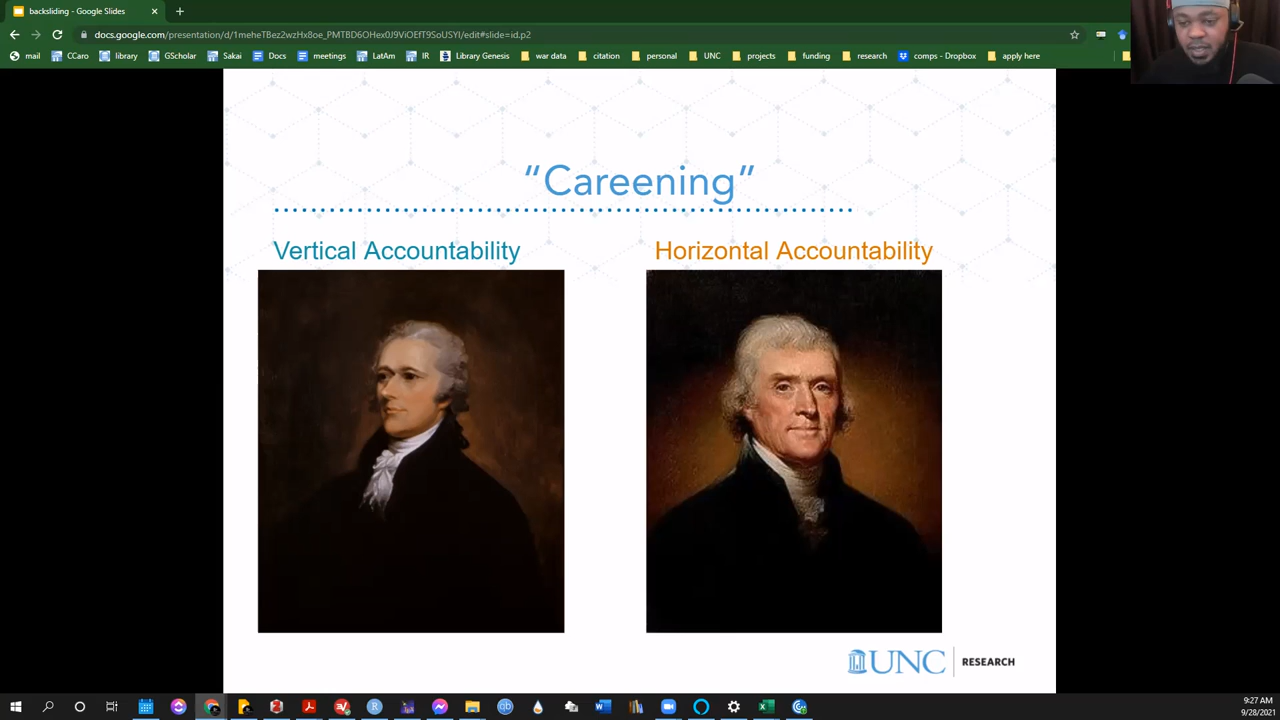 backsliding - Google Slides
docs.google.com/presentation/d/1meheTBez2wzHx8oe_PMTBD6OHex0J9ViOEfT9SoUSYI/edit#slide=id.p2
mail CCaro library GScholar Sakai Docs meetings LatAm IR Library Genesis war data citation personal UNC projects funding research comps - Dropbox apply here
“Careening”
Vertical Accountability
Horizontal Accountability
UNC RESEARCH
9:27 AM
9/28/2021